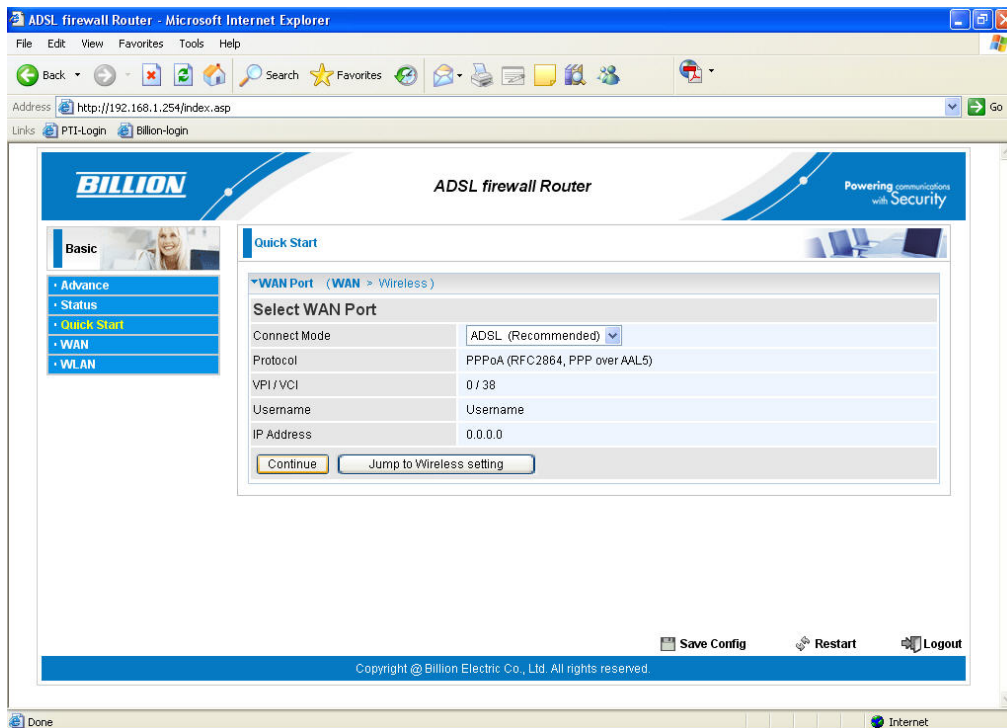 ADSL firewall Router - Microsoft Internet Explorer
File Edit View Favorites Tools Help
Back Search Favorites
Address http://192.168.1.254/index.asp Go
Links PTI-Login Billion-login
BILLION ADSL firewall Router Powering communications
with Security
Basic Quick Start
Advance
Status
Quick Start
WAN
WLAN
WAN Port (WAN > Wireless)
Select WAN Port
Connect Mode ADSL (Recommended)
Protocol PPPoA (RFC2864, PPP over AAL5)
VPI / VCI 0 / 38
Username Username
IP Address 0.0.0.0
Continue Jump to Wireless setting
Save Config Restart Logout
Copyright @ Billion Electric Co., Ltd. All rights reserved.
Done Internet